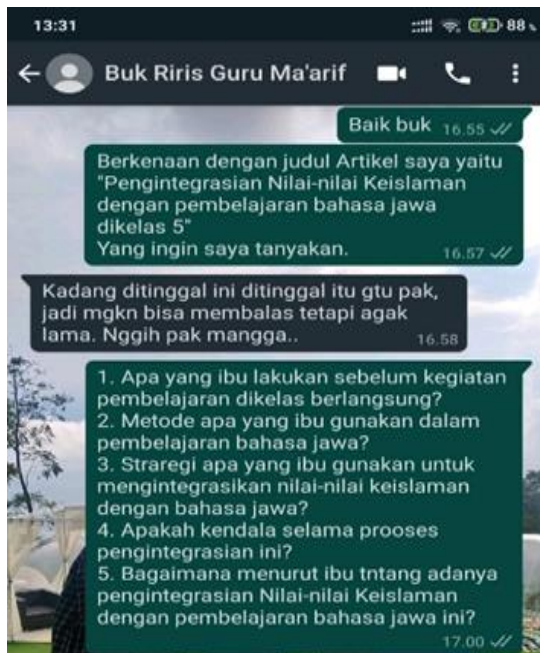 13:31
88
Buk Riris Guru Ma'arif
Baik buk 16.55
Berkenaan dengan judul Artikel saya yaitu
"Pengintegrasian Nilai-nilai Keislaman
dengan pembelajaran bahasa jawa
dikelas 5"
Yang ingin saya tanyakan. 16.57
Kadang ditinggal ini ditinggal itu gtu pak,
jadi mgkn bisa membalas tetapi agak
lama. Nggih pak mangga.. 16.58
1. Apa yang ibu lakukan sebelum kegiatan
pembelajaran dikelas berlangsung?
2. Metode apa yang ibu gunakan dalam
pembelajaran bahasa jawa?
3. Straregi apa yang ibu gunakan untuk
mengintegrasikan nilai-nilai keislaman
dengan bahasa jawa?
4. Apakah kendala selama prooses
pengintegrasian ini?
5. Bagaimana menurut ibu tntang adanya
pengintegrasian Nilai-nilai Keislaman
dengan pembelajaran bahasa jawa ini?
17.00